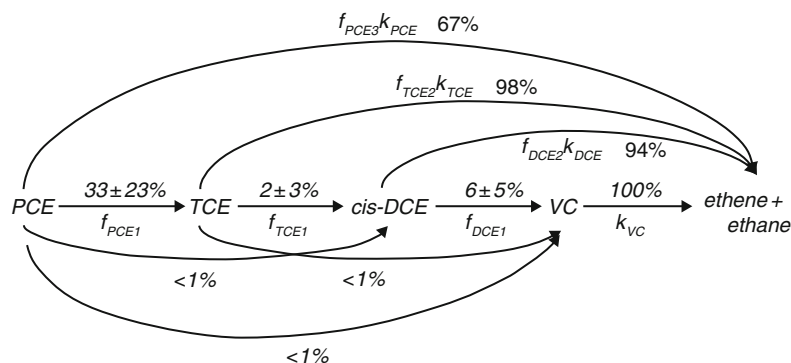 f_PCE3 k_PCE 67%
f_TCE2 k_TCE 98%
f_DCE2 k_DCE 94%
33±23% 2±3% 6±5% 100%
PCE TCE cis-DCE VC ethene + ethane
f_PCE1 f_TCE1 f_DCE1 k_VC
<1% <1%
<1%